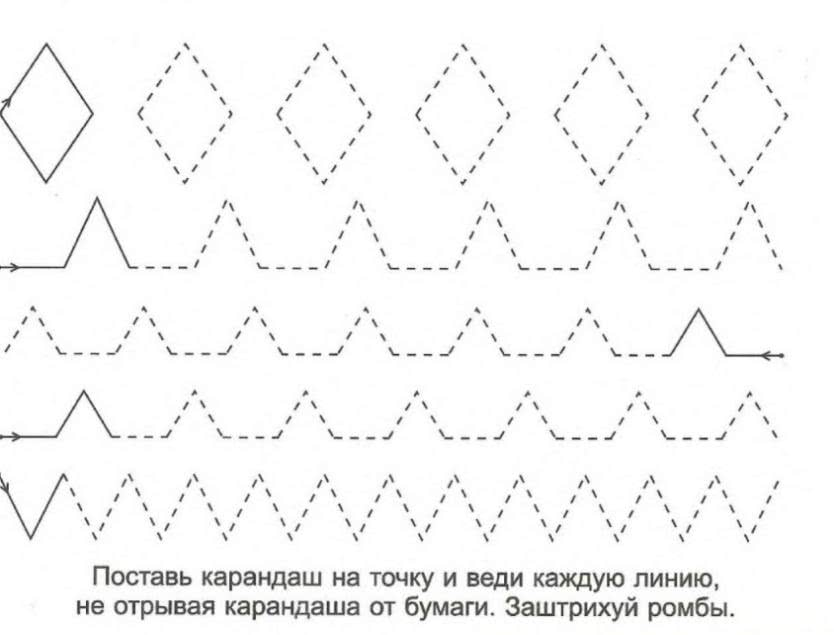 Поставь карандаш на точку и веди каждую линию,
не отрывая карандаша от бумаги. Заштрихуй ромбы.